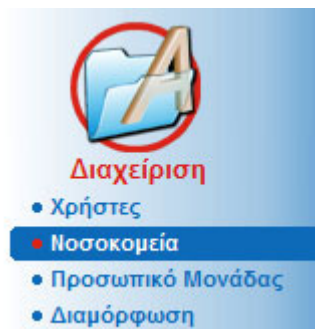 Διαχείριση
Χρήστες
Νοσοκομεία
Προσωπικό Μονάδας
Διαμόρφωση